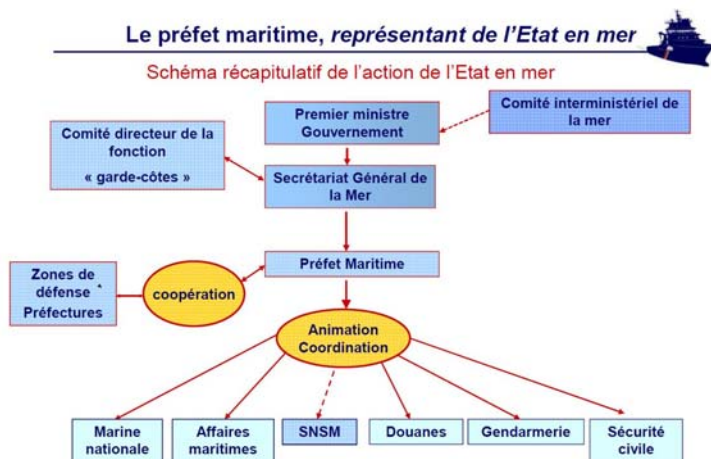 Le préfet maritime, représentant de l'Etat en mer
Schéma récapitulatif de l'action de l'Etat en mer
Premier ministre
Gouvernement
Comité interministériel de
la mer
Comité directeur de la
fonction
« garde-côtes »
Secrétariat Général de
la Mer
Préfet Maritime
Zones de
défense
Préfectures
coopération
Animation
Coordination
Marine
nationale
Affaires
maritimes
SNSM
Douanes
Gendarmerie
Sécurité
civile